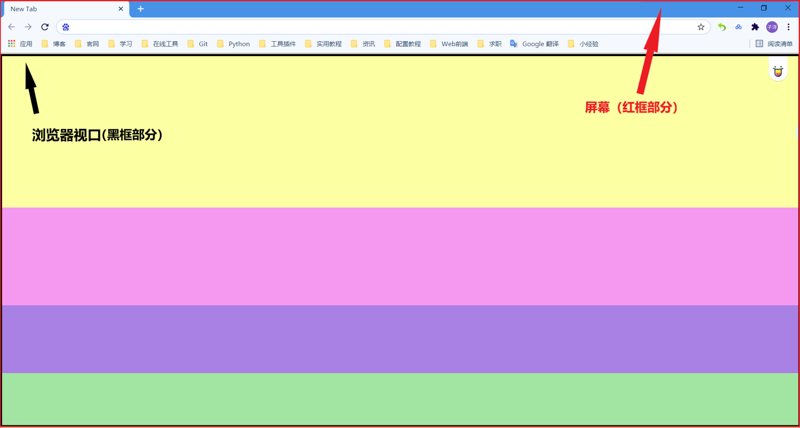 New Tab
应用 博客 官网 学习 在线工具 Git Python 工具插件 实用教程 资讯 配置教程 Web前端 求职 Google 翻译 小经验 阅读清单
屏幕（红框部分）
浏览器视口(黑框部分)